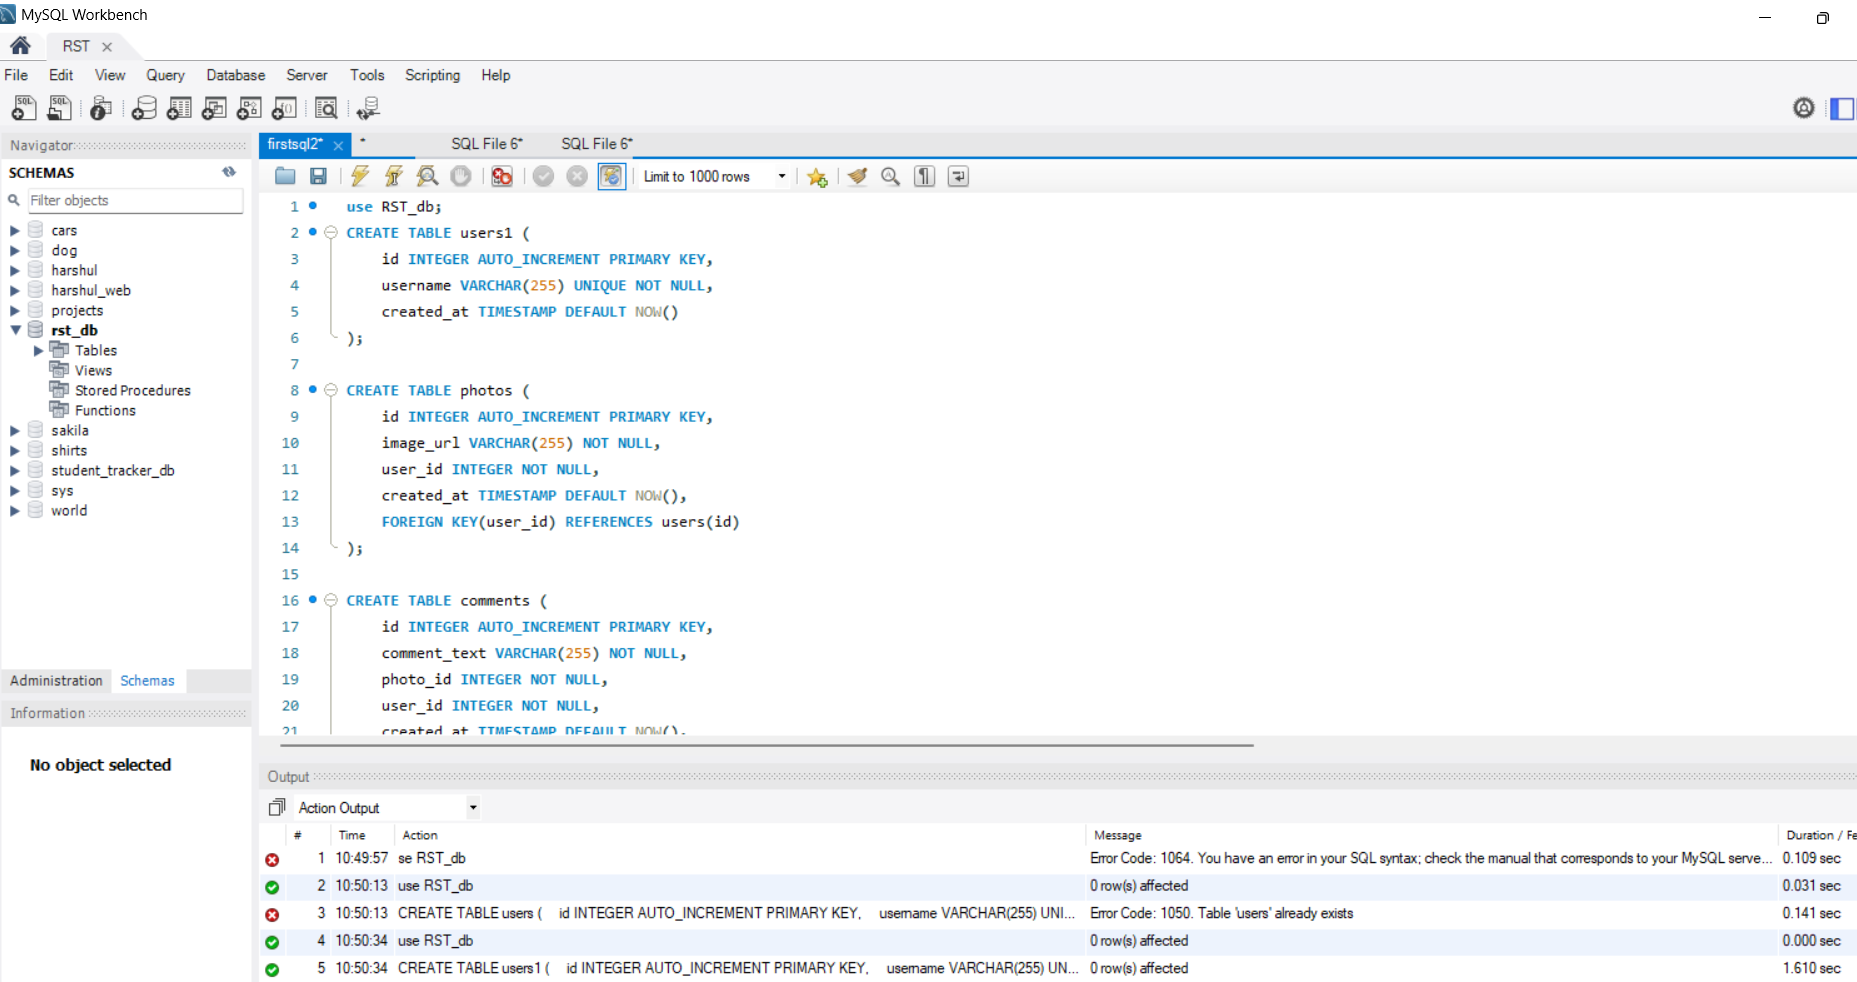 MySQL Workbench
RST
File Edit View Query Database Server Tools Scripting Help
Navigator
SCHEMAS
Filter objects
cars
dog
harshul
harshul_web
projects
rst_db
Tables
Views
Stored Procedures
Functions
sakila
shirts
student_tracker_db
sys
world
Administration Schemas
Information
No object selected
firstsql2* * SQL File 6* SQL File 6*
Limit to 1000 rows
1 use RST_db;
2 CREATE TABLE users1 (
3 id INTEGER AUTO_INCREMENT PRIMARY KEY,
4 username VARCHAR(255) UNIQUE NOT NULL,
5 created_at TIMESTAMP DEFAULT NOW()
6 );
7
8 CREATE TABLE photos (
9 id INTEGER AUTO_INCREMENT PRIMARY KEY,
10 image_url VARCHAR(255) NOT NULL,
11 user_id INTEGER NOT NULL,
12 created_at TIMESTAMP DEFAULT NOW(),
13 FOREIGN KEY(user_id) REFERENCES users(id)
14 );
15
16 CREATE TABLE comments (
17 id INTEGER AUTO_INCREMENT PRIMARY KEY,
18 comment_text VARCHAR(255) NOT NULL,
19 photo_id INTEGER NOT NULL,
20 user_id INTEGER NOT NULL,
21 created_at TIMESTAMP DEFAULT NOW(),
Output
Action Output
# Time Action Message Duration / Fe
1 10:49:57 se RST_db Error Code: 1064. You have an error in your SQL syntax; check the manual that corresponds to your MySQL serve... 0.109 sec
2 10:50:13 use RST_db 0 row(s) affected 0.031 sec
3 10:50:13 CREATE TABLE users ( id INTEGER AUTO_INCREMENT PRIMARY KEY, username VARCHAR(255) UNI... Error Code: 1050. Table 'users' already exists 0.141 sec
4 10:50:34 use RST_db 0 row(s) affected 0.000 sec
5 10:50:34 CREATE TABLE users1 ( id INTEGER AUTO_INCREMENT PRIMARY KEY, username VARCHAR(255) UN... 0 row(s) affected 1.610 sec